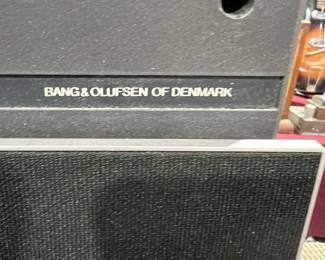 BANG & OLUFSEN OF DENMARK